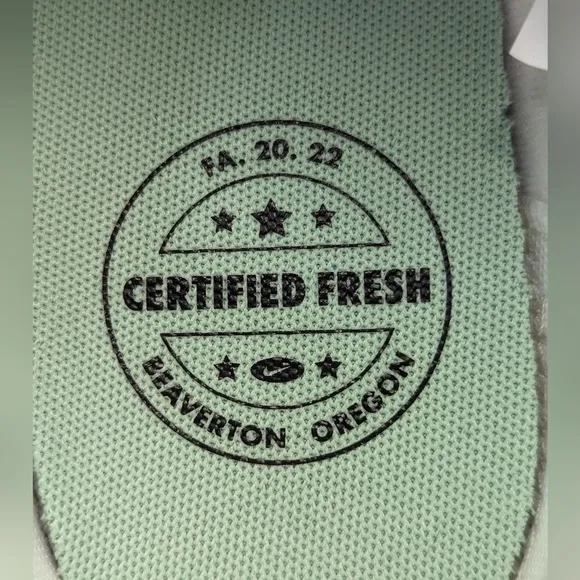 FA. 20. 22
CERTIFIED FRESH
BEAVERTON · OREGON